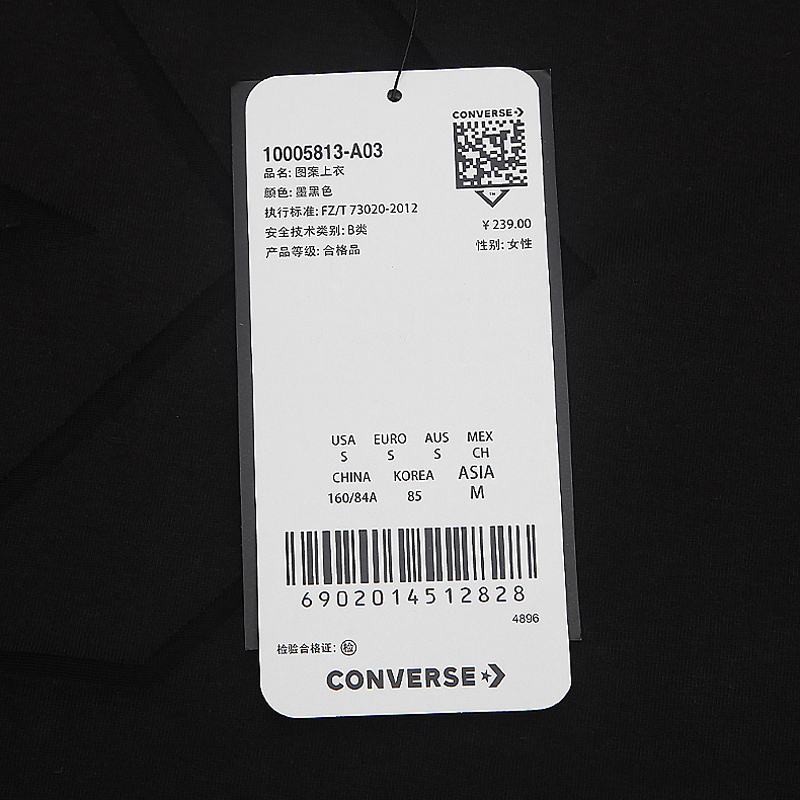 CONVERSE
10005813-A03
品名: 图案上衣
颜色: 墨黑色
执行标准: FZ/T 73020-2012
安全技术类别: B类
产品等级: 合格品
¥ 239.00
性别: 女性
USA EURO AUS MEX
S S S CH
CHINA KOREA ASIA
160/84A 85 M
6902014512828
4896
检验合格证: 检
CONVERSE